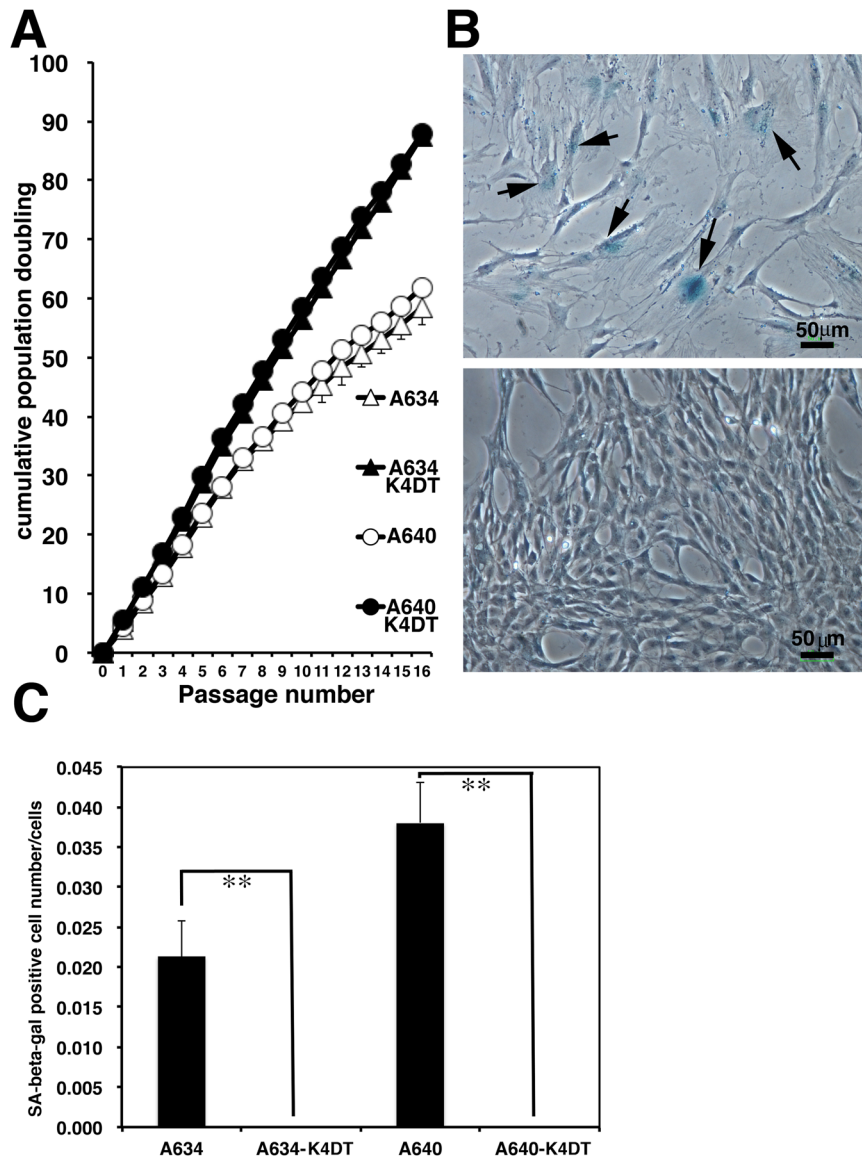 A
100
90
80
70
60
50
40
30
20
10
0
cumulative population doubling
0 1 2 3 4 5 6 7 8 9 10 11 12 13 14 15 16
Passage number
A634
A634
K4DT
A640
A640
K4DT
B
50μm
50 μm
C
SA-beta-gal positive cell number/cells
0.045
0.040
0.035
0.030
0.025
0.020
0.015
0.010
0.005
0.000
**
**
A634 A634-K4DT A640 A640-K4DT